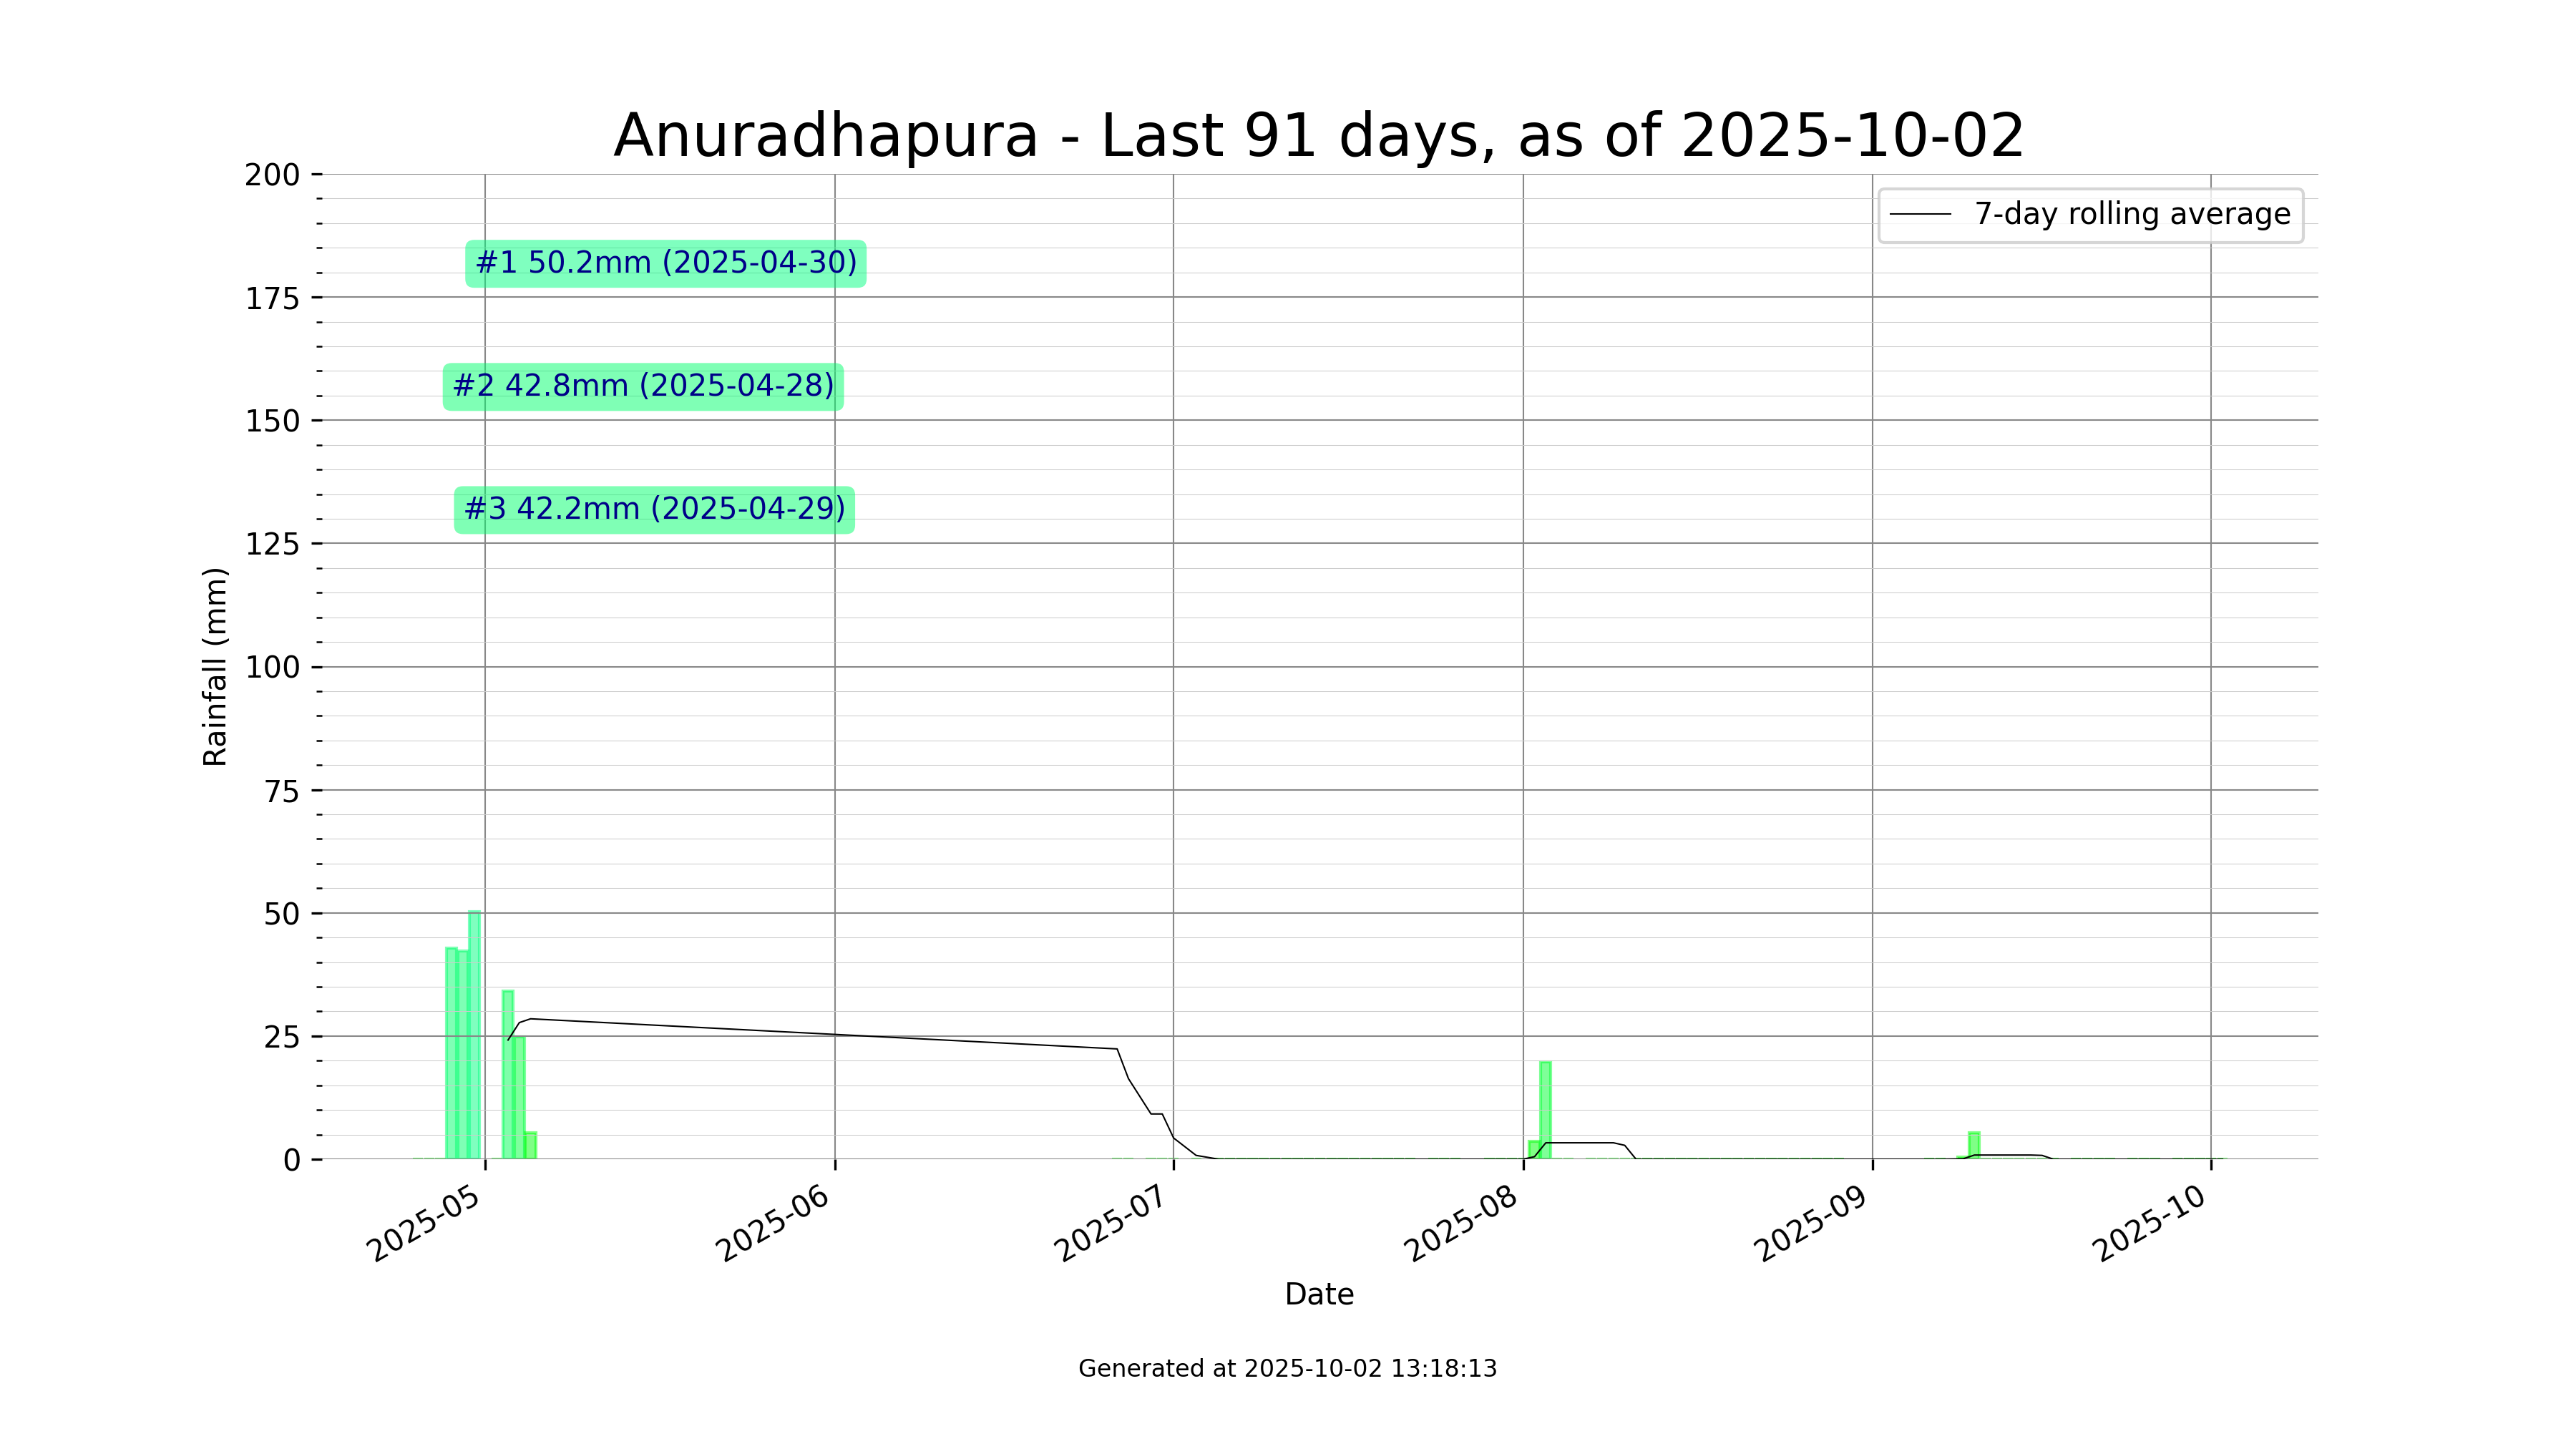 Anuradhapura - Last 91 days, as of 2025-10-02
7-day rolling average
#1 50.2mm (2025-04-30)
#2 42.8mm (2025-04-28)
#3 42.2mm (2025-04-29)
Rainfall (mm)
200
175
150
125
100
75
50
25
0
2025-05
2025-06
2025-07
2025-08
2025-09
2025-10
Date
Generated at 2025-10-02 13:18:13